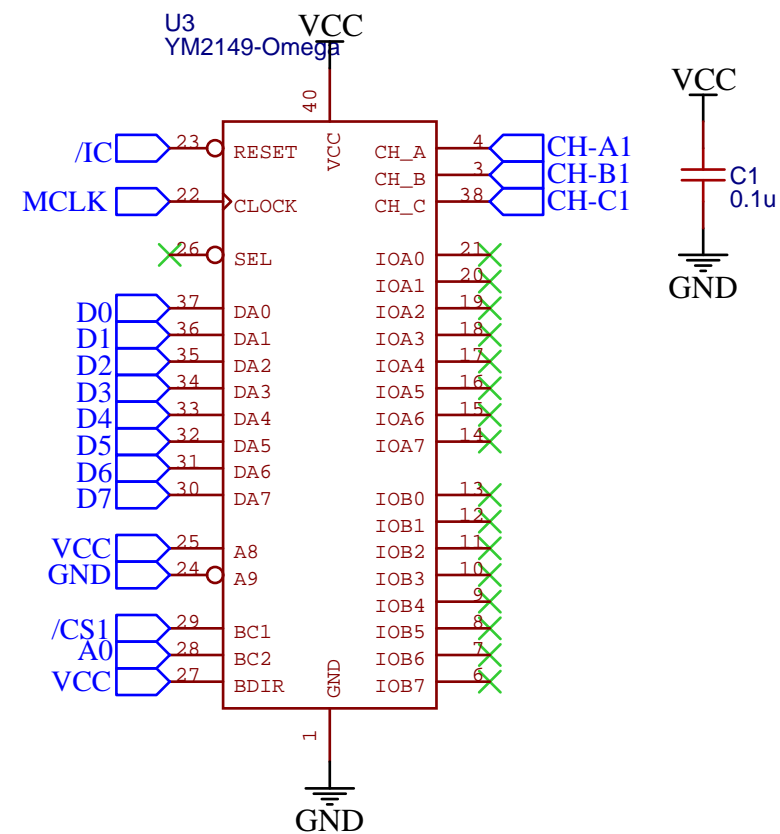 U3
YM2149-Omega
VCC
40
VCC
/IC
23
RESET
CH_A
4
CH-A1
CH_B
3
CH-B1
MCLK
22
CLOCK
CH_C
38
CH-C1
26
SEL
IOA0
21
IOA1
20
D0
37
DA0
IOA2
19
D1
36
DA1
IOA3
18
D2
35
DA2
IOA4
17
D3
34
DA3
IOA5
16
D4
33
DA4
IOA6
15
D5
32
DA5
IOA7
14
D6
31
DA6
D7
30
DA7
IOB0
13
IOB1
12
VCC
25
A8
IOB2
11
GND
24
A9
IOB3
10
IOB4
9
/CS1
29
BC1
IOB5
8
A0
28
BC2
IOB6
7
VCC
27
BDIR
IOB7
6
GND
1
GND
VCC
C1
0.1u
GND